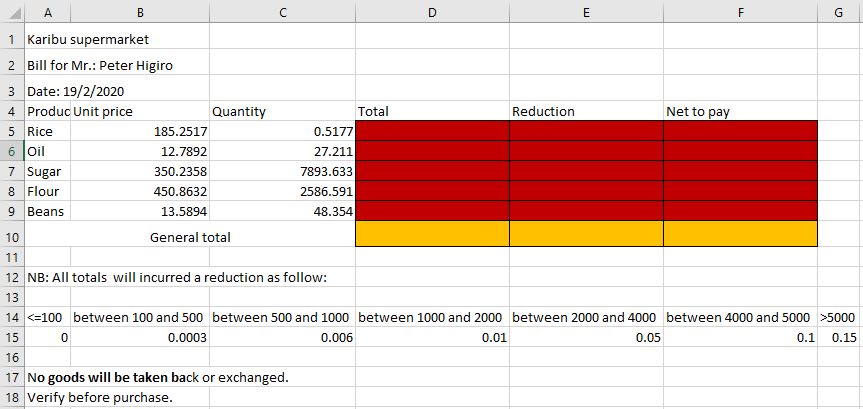 A B C D E F G
1 Karibu supermarket
2 Bill for Mr.: Peter Higiro
3 Date: 19/2/2020
4 Produc Unit price Quantity Total Reduction Net to pay
5 Rice 185.2517 0.5177
6 Oil 12.7892 27.211
7 Sugar 350.2358 7893.633
8 Flour 450.8632 2586.591
9 Beans 13.5894 48.354
10 General total
11
12 NB: All totals will incurred a reduction as follow:
13
14 <=100 between 100 and 500 between 500 and 1000 between 1000 and 2000 between 2000 and 4000 between 4000 and 5000 >5000
15 0 0.0003 0.006 0.01 0.05 0.1 0.15
16
17 No goods will be taken back or exchanged.
18 Verify before purchase.